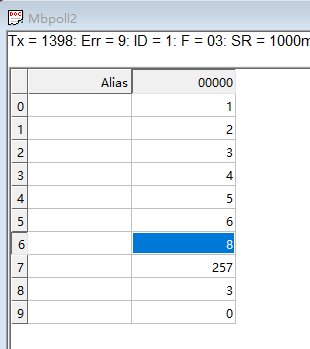 DOC
Mbpoll2
Tx = 1398: Err = 9: ID = 1: F = 03: SR = 1000m
Alias 00000
0 1
1 2
2 3
3 4
4 5
5 6
6 8
7 257
8 3
9 0